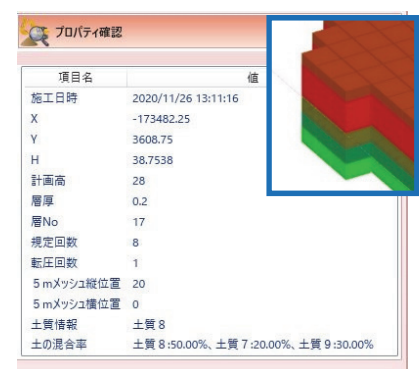 プロパティ確認
項目名 値
施工日時 2020/11/26 13:11:16
X -173482.25
Y 3608.75
H 38.7538
計画高 28
層厚 0.2
層No 17
規定回数 8
転圧回数 1
5mメッシュ縦位置 20
5mメッシュ横位置 0
土質情報 土質8
土の混合率 土質8:50.00%、土質7:20.00%、土質9:30.00%